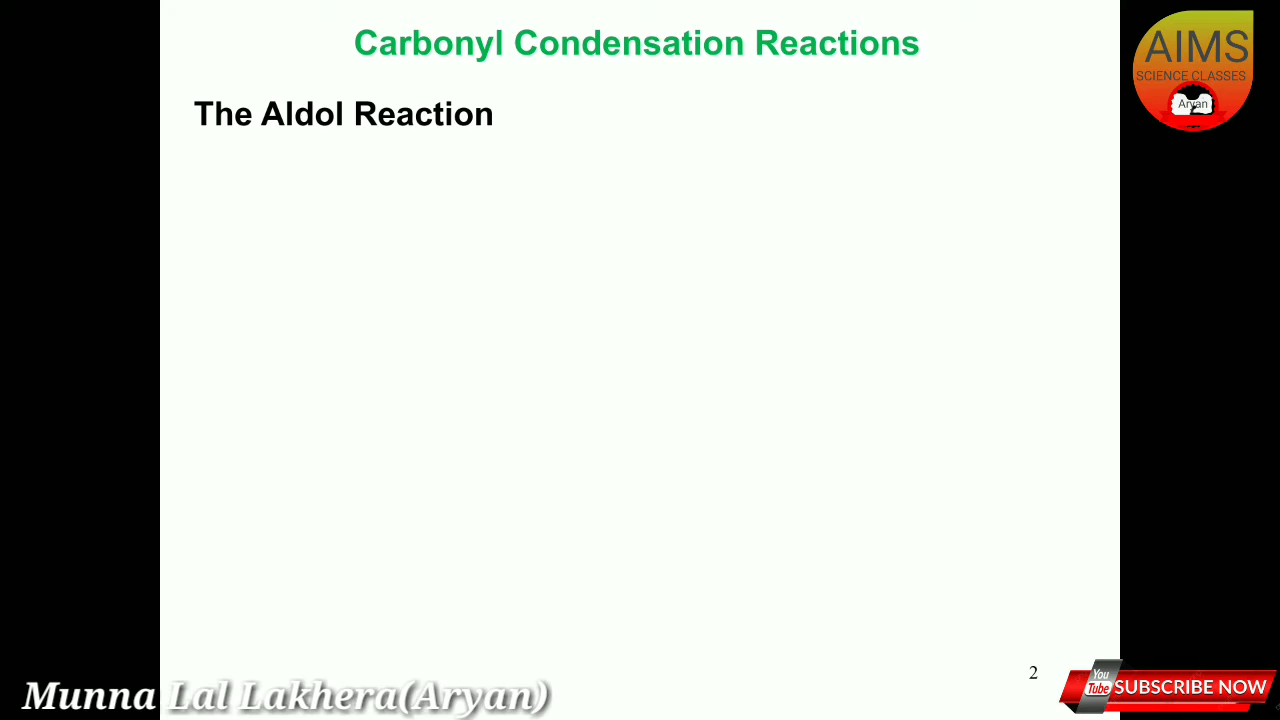 Carbonyl Condensation Reactions
AIMS
SCIENCE CLASSES
Aryan
The Aldol Reaction
2
You
Tube
SUBSCRIBE NOW
Munna Lal Lakhera(Aryan)